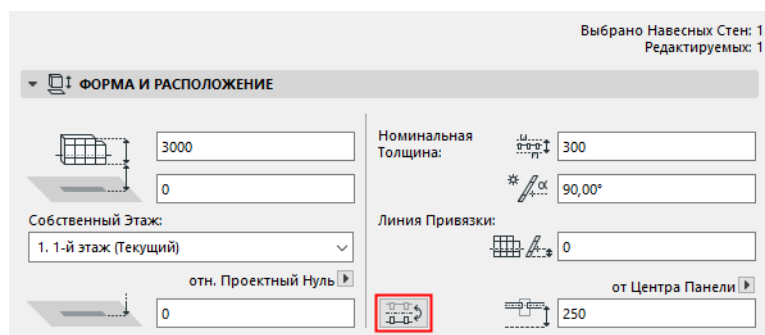 Выбрано Навесных Стен: 1
Редактируемых: 1
ФОРМА И РАСПОЛОЖЕНИЕ
3000
0
Собственный Этаж:
1. 1-й этаж (Текущий)
отн. Проектный Нуль
0
Номинальная
Толщина:
300
α
90,00°
Линия Привязки:
0
от Центра Панели
250